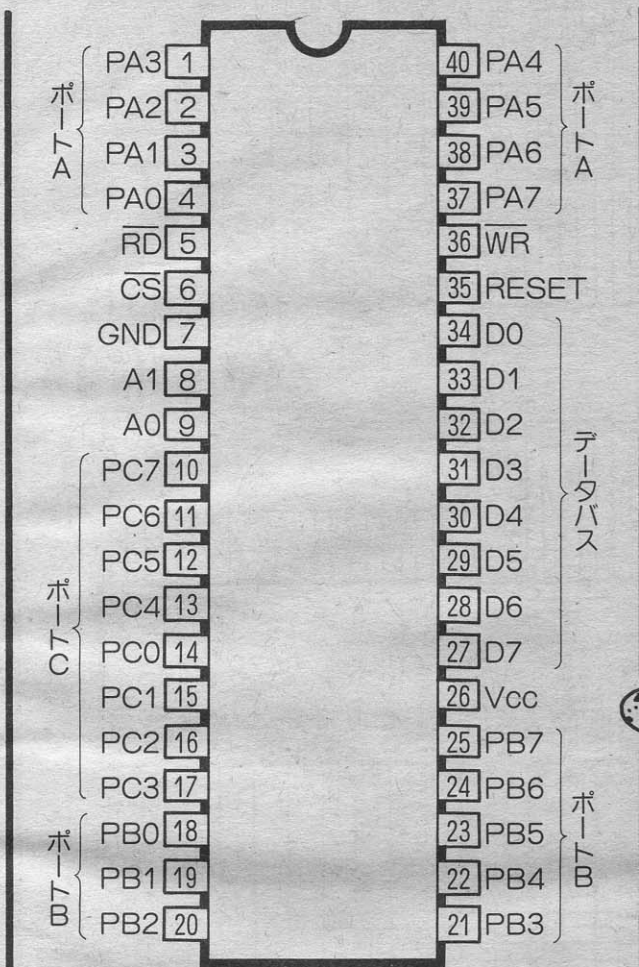 ポートA
PA3 1
PA2 2
PA1 3
PA0 4
R̅D̅ 5
C̅S̅ 6
GND 7
A1 8
A0 9
ポートC
PC7 10
PC6 11
PC5 12
PC4 13
PC0 14
PC1 15
PC2 16
PC3 17
ポートB
PB0 18
PB1 19
PB2 20
40 PA4
39 PA5
38 PA6
37 PA7
ポートA
36 W̅R̅
35 RESET
34 D0
33 D1
32 D2
31 D3
30 D4
29 D5
28 D6
27 D7
データバス
26 Vcc
25 PB7
24 PB6
23 PB5
22 PB4
21 PB3
ポートB